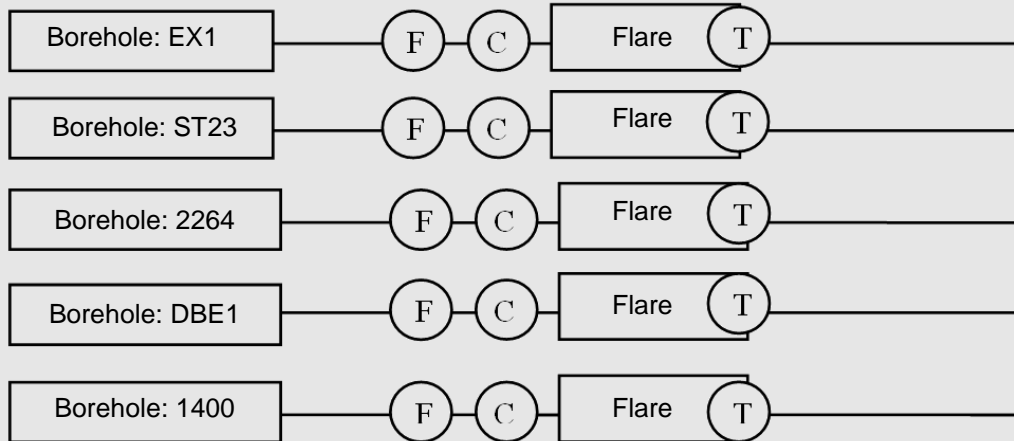 Borehole: EX1 F C Flare T
Borehole: ST23 F C Flare T
Borehole: 2264 F C Flare T
Borehole: DBE1 F C Flare T
Borehole: 1400 F C Flare T